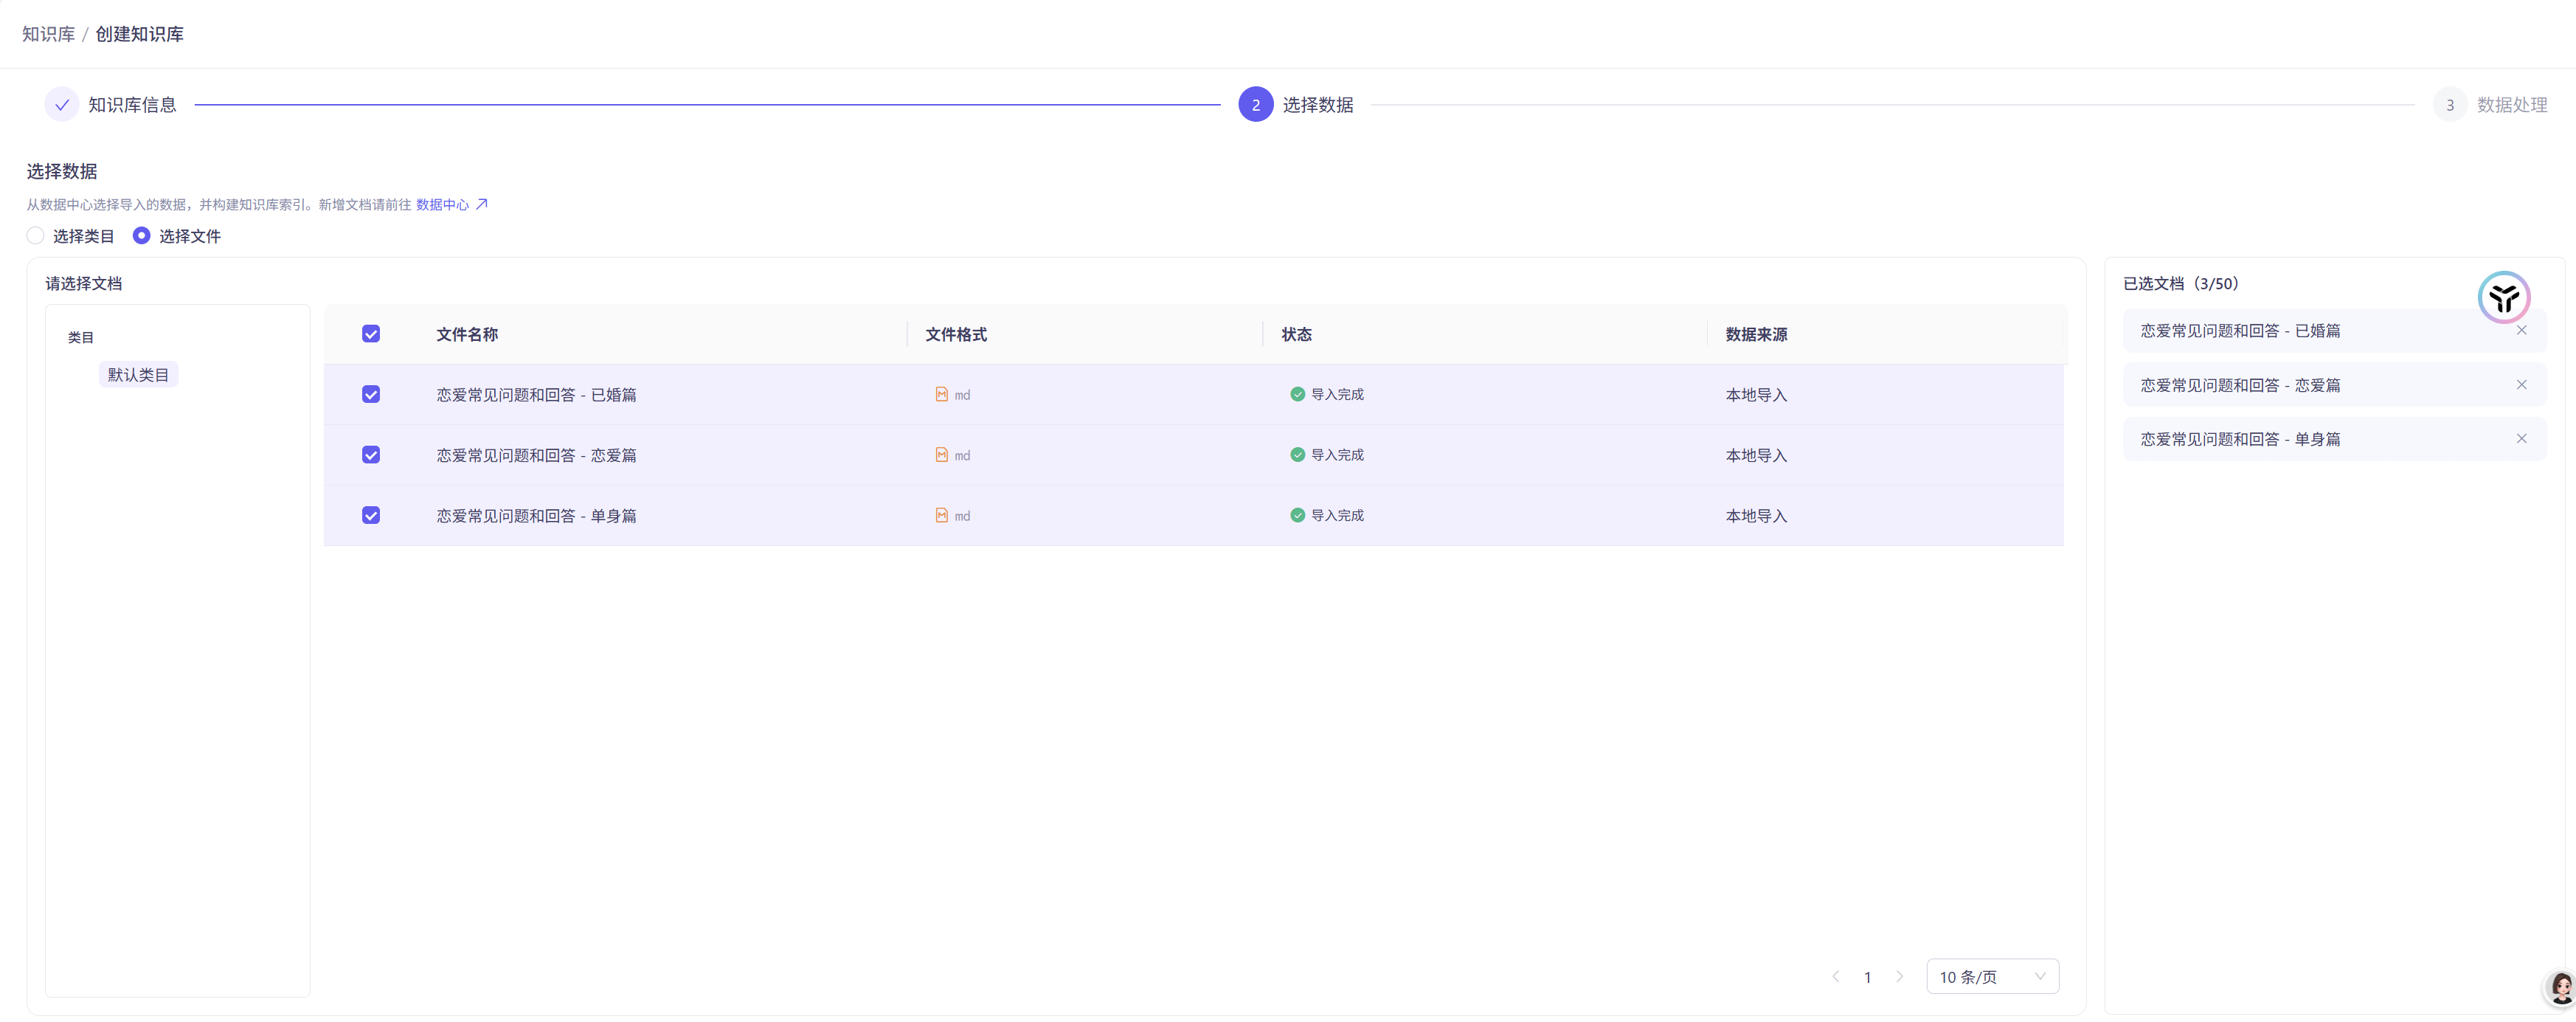 知识库 / 创建知识库
知识库信息
2 选择数据
3 数据处理
选择数据
从数据中心选择导入的数据，并构建知识库索引。新增文档请前往 数据中心
选择类目 选择文件
请选择文档
类目
默认类目
文件名称 文件格式 状态 数据来源
恋爱常见问题和回答 - 已婚篇 md 导入完成 本地导入
恋爱常见问题和回答 - 恋爱篇 md 导入完成 本地导入
恋爱常见问题和回答 - 单身篇 md 导入完成 本地导入
1 10 条/页
已选文档（3/50）
恋爱常见问题和回答 - 已婚篇
恋爱常见问题和回答 - 恋爱篇
恋爱常见问题和回答 - 单身篇